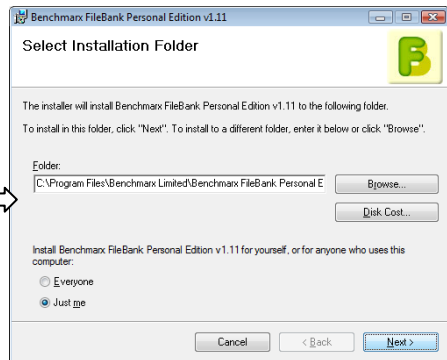 Benchmarx FileBank Personal Edition v1.11
Select Installation Folder
The installer will install Benchmarx FileBank Personal Edition v1.11 to the following folder.
To install in this folder, click "Next". To install to a different folder, enter it below or click "Browse".
Folder:
C:\Program Files\Benchmarx Limited\Benchmarx FileBank Personal E
Browse...
Disk Cost...
Install Benchmarx FileBank Personal Edition v1.11 for yourself, or for anyone who uses this
computer:
Everyone
Just me
Cancel
< Back
Next >